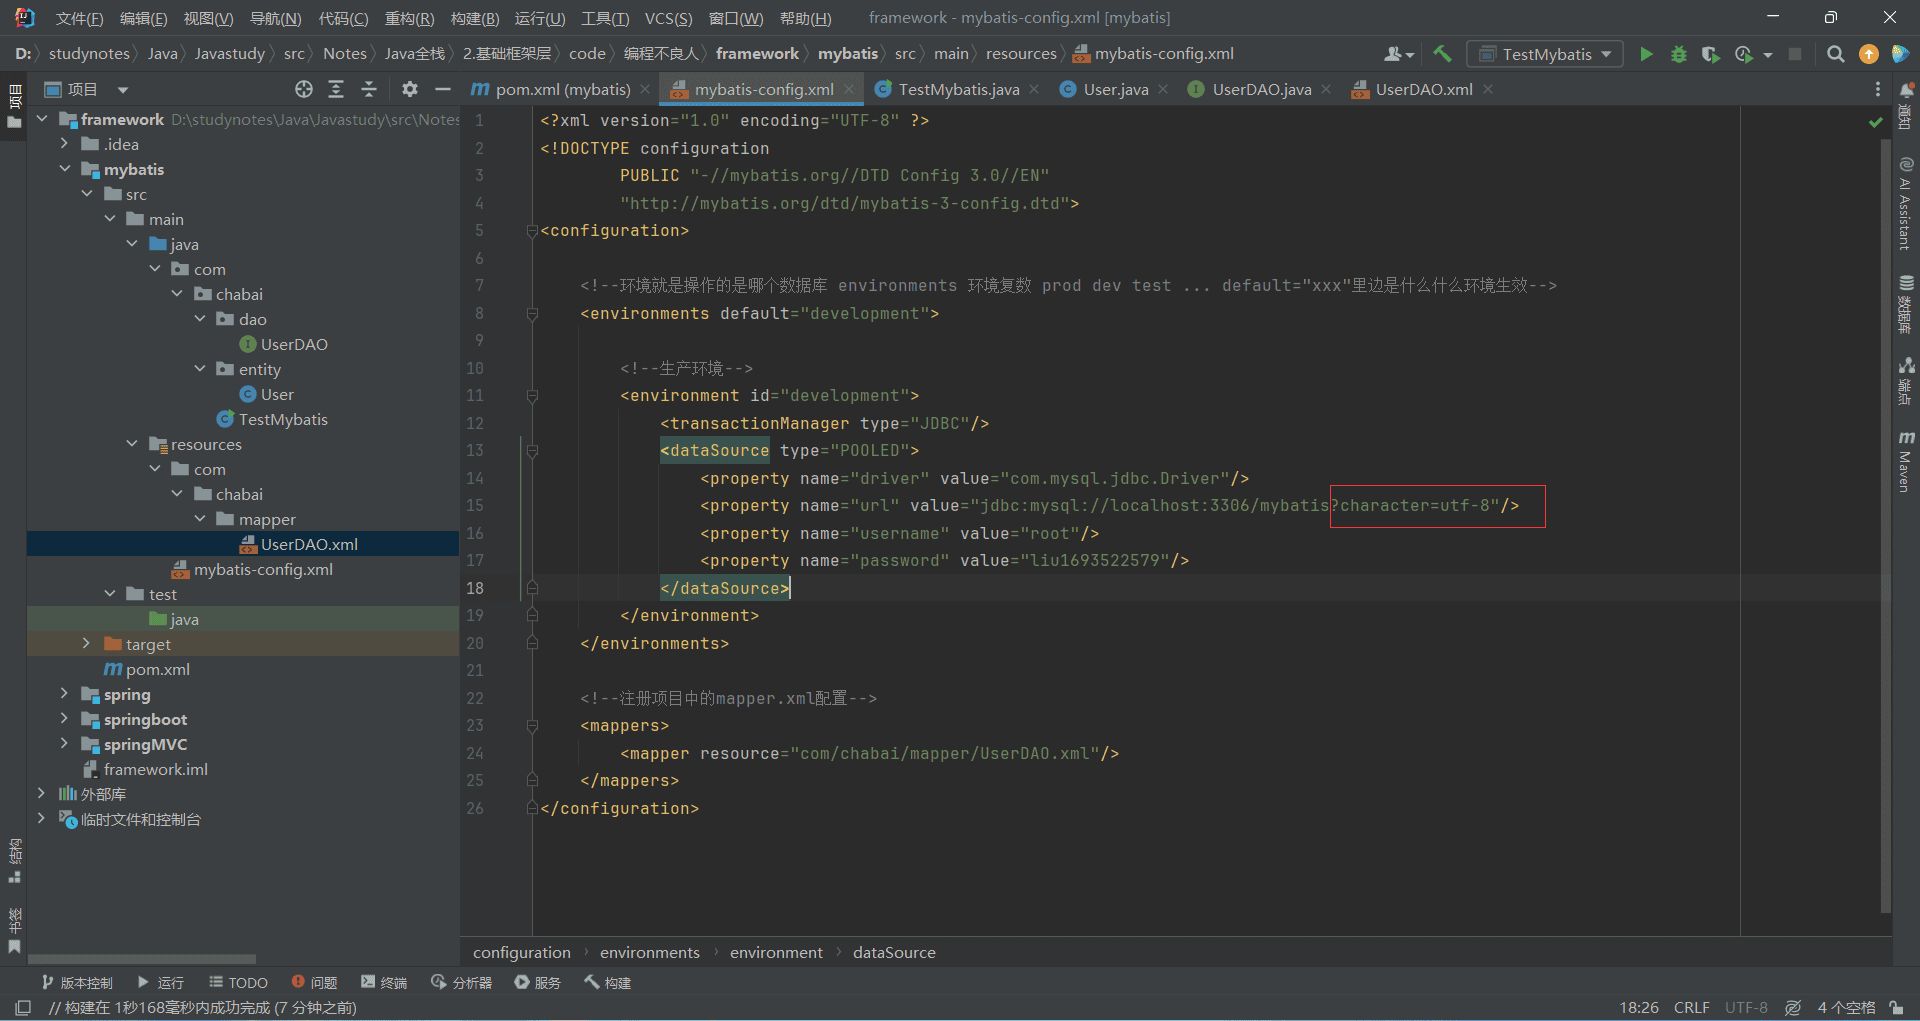 文件(F) 编辑(E) 视图(V) 导航(N) 代码(C) 重构(R) 构建(B) 运行(U) 工具(T) VCS(S) 窗口(W) 帮助(H) framework - mybatis-config.xml [mybatis]
D: studynotes Java Javastudy src Notes Java全栈 2.基础框架层 code 编程不良人 framework mybatis src main resources mybatis-config.xml TestMybatis
项目
项目
pom.xml (mybatis) mybatis-config.xml TestMybatis.java User.java UserDAO.java UserDAO.xml
framework D:\studynotes\Java\Javastudy\src\Notes
.idea
mybatis
src
main
java
com
chabai
dao
UserDAO
entity
User
TestMybatis
resources
com
chabai
mapper
UserDAO.xml
mybatis-config.xml
test
java
target
pom.xml
spring
springboot
springMVC
framework.iml
外部库
临时文件和控制台
结构
书签
1 <?xml version="1.0" encoding="UTF-8" ?>
2 <!DOCTYPE configuration
3 PUBLIC "-//mybatis.org//DTD Config 3.0//EN"
4 "http://mybatis.org/dtd/mybatis-3-config.dtd">
5 <configuration>
6
7 <!--环境就是操作的是哪个数据库 environments 环境复数 prod dev test ... default="xxx"里边是什么什么环境生效-->
8 <environments default="development">
9
10 <!--生产环境-->
11 <environment id="development">
12 <transactionManager type="JDBC"/>
13 <dataSource type="POOLED">
14 <property name="driver" value="com.mysql.jdbc.Driver"/>
15 <property name="url" value="jdbc:mysql://localhost:3306/mybatis?character=utf-8"/>
16 <property name="username" value="root"/>
17 <property name="password" value="liu1693522579"/>
18 </dataSource>
19 </environment>
20 </environments>
21
22 <!--注册项目中的mapper.xml配置-->
23 <mappers>
24 <mapper resource="com/chabai/mapper/UserDAO.xml"/>
25 </mappers>
26 </configuration>
通知
AI Assistant
数据库
端点
m Maven
configuration environments environment dataSource
版本控制 运行 TODO 问题 终端 分析器 服务 构建
// 构建在 1秒168毫秒内成功完成 (7 分钟之前) 18:26 CRLF UTF-8 4 个空格